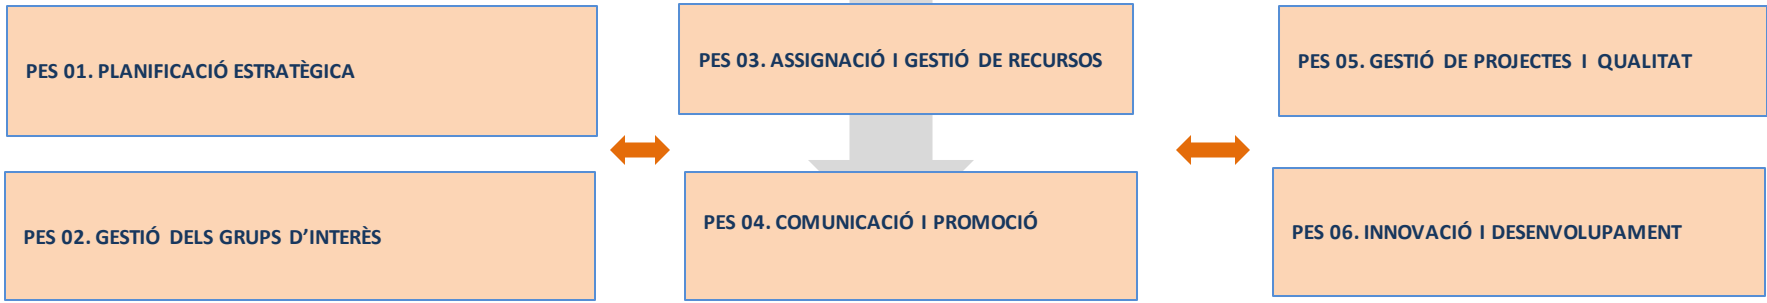 PES 01. PLANIFICACIÓ ESTRATÈGICA
PES 02. GESTIÓ DELS GRUPS D’INTERÈS
PES 03. ASSIGNACIÓ I GESTIÓ DE RECURSOS
PES 04. COMUNICACIÓ I PROMOCIÓ
PES 05. GESTIÓ DE PROJECTES I QUALITAT
PES 06. INNOVACIÓ I DESENVOLUPAMENT